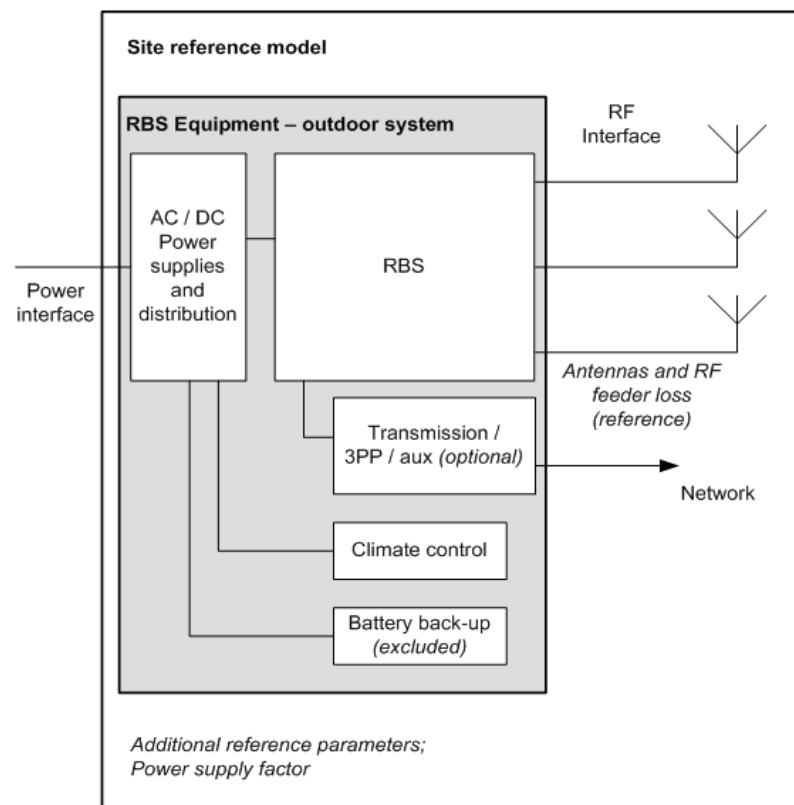 Site reference model
RBS Equipment – outdoor system
RF
Interface
AC / DC
Power
supplies
and
distribution
RBS
Power
interface
Antennas and RF
feeder loss
(reference)
Transmission /
3PP / aux (optional)
Network
Climate control
Battery back-up
(excluded)
Additional reference parameters;
Power supply factor